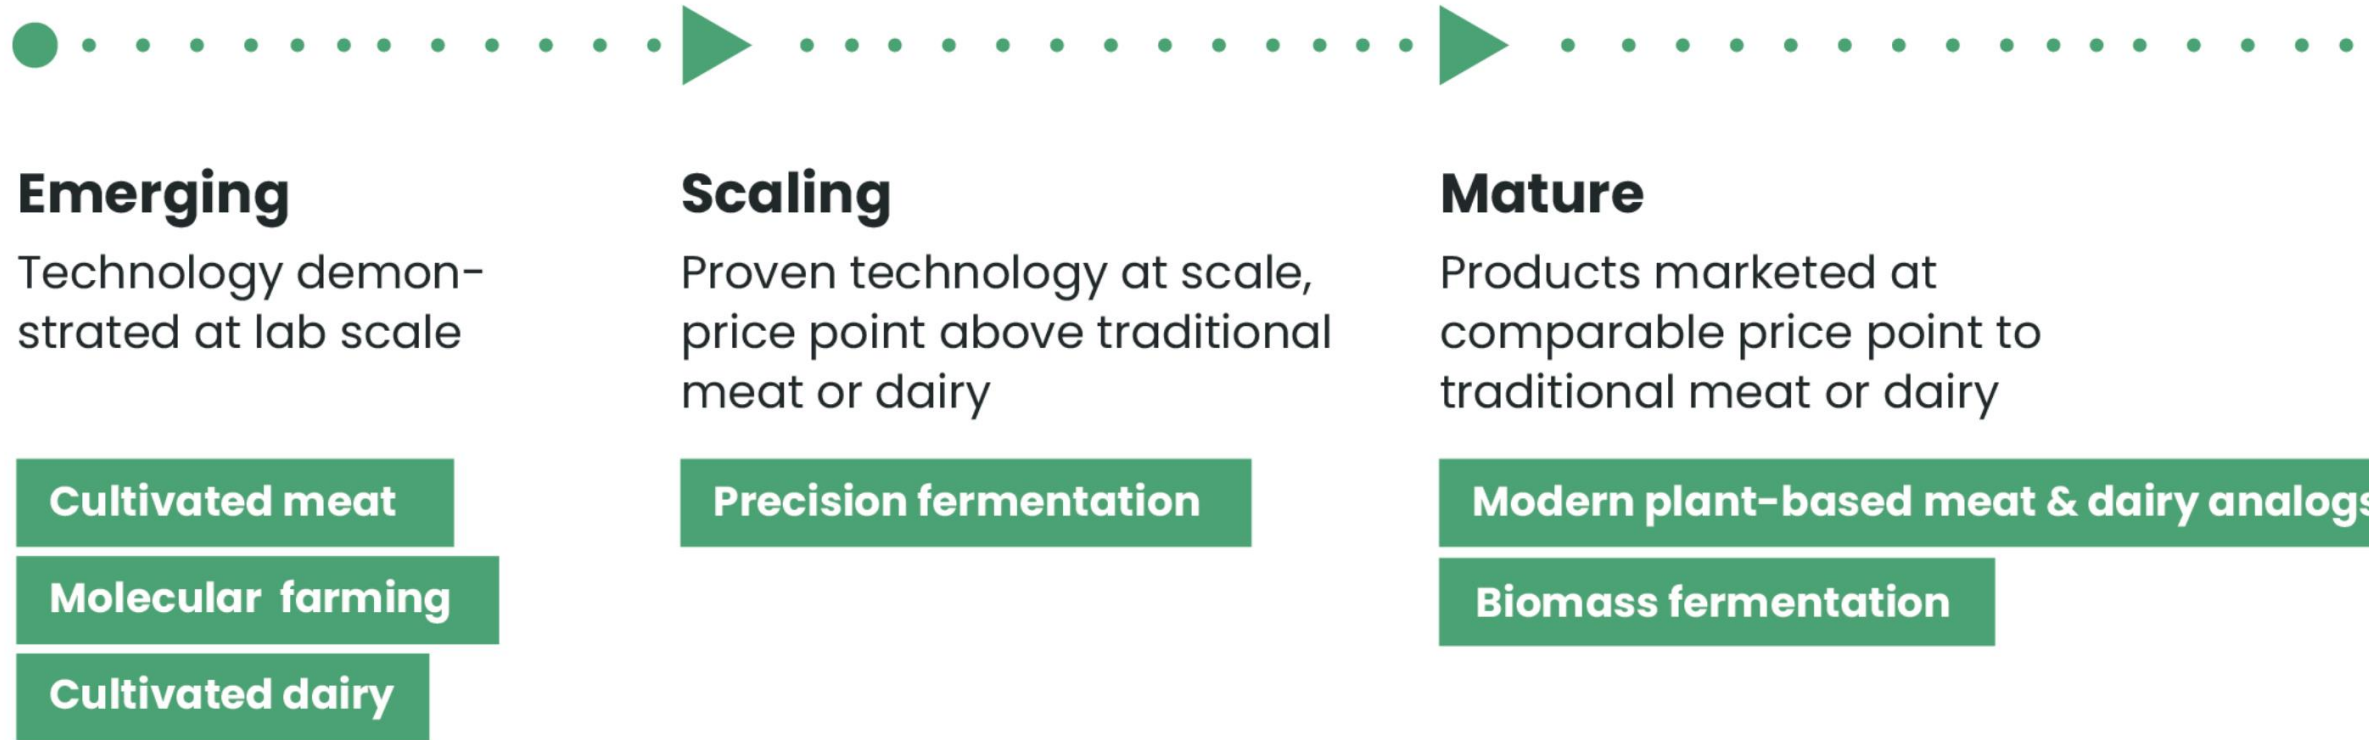 Emerging
Technology demon-
strated at lab scale
Cultivated meat
Molecular farming
Cultivated dairy
Scaling
Proven technology at scale,
price point above traditional
meat or dairy
Precision fermentation
Mature
Products marketed at
comparable price point to
traditional meat or dairy
Modern plant-based meat & dairy analogs
Biomass fermentation